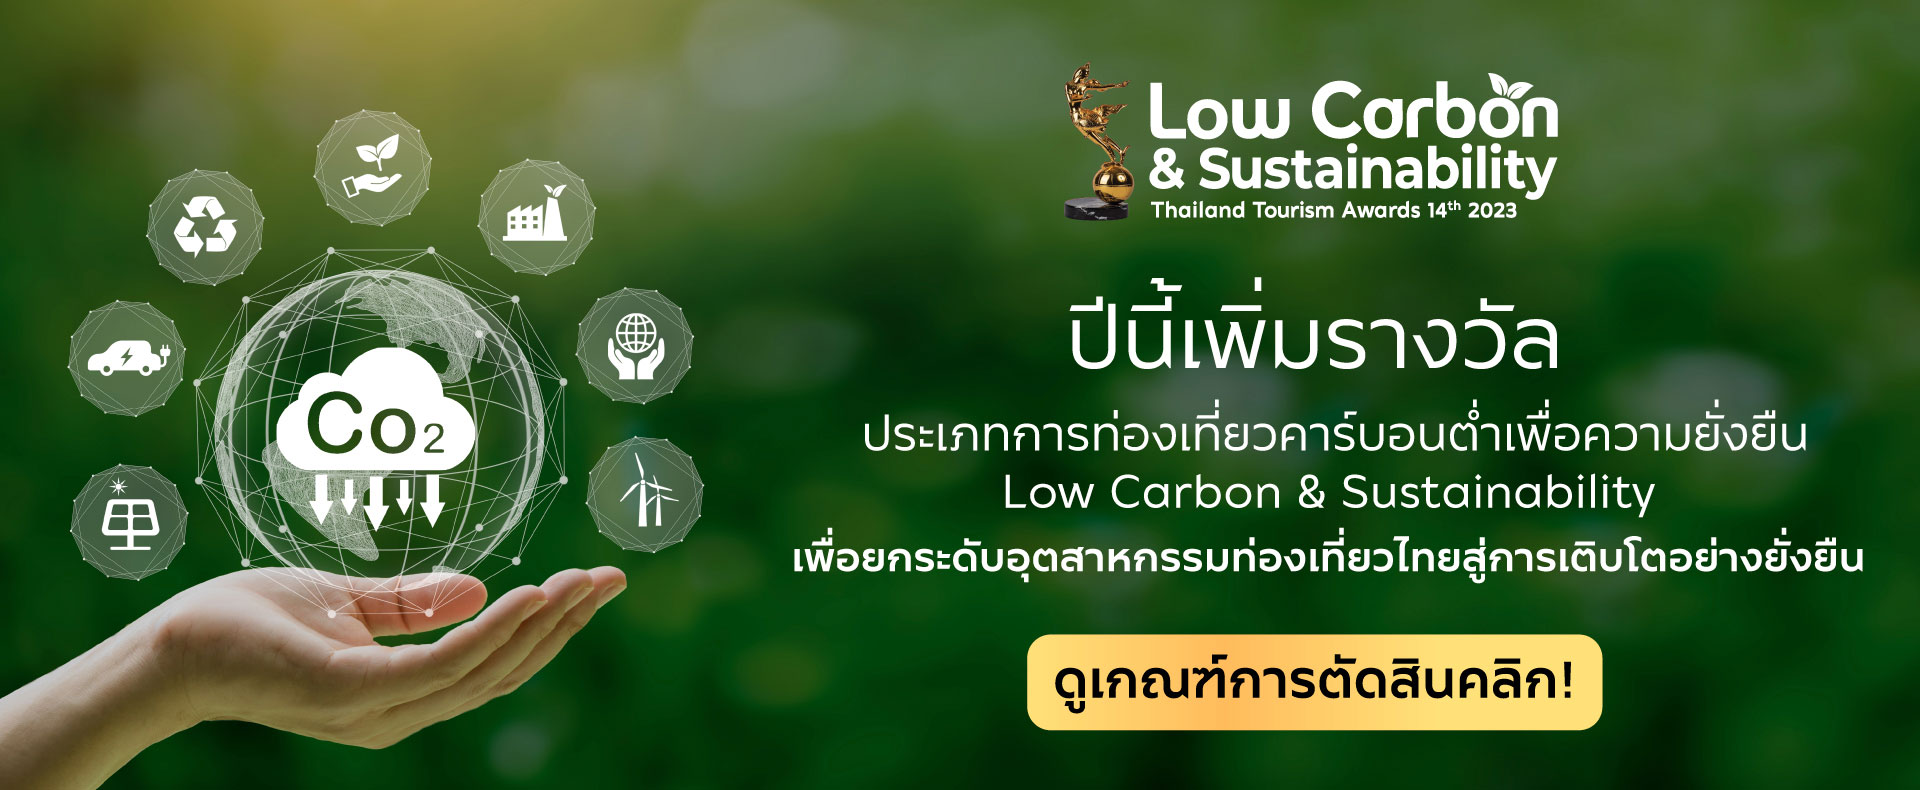 Low Carbon
& Sustainability
Thailand Tourism Awards 14th 2023
ปีนี้เพิ่มรางวัล
ประเภทการท่องเที่ยวคาร์บอนต่ำเพื่อความยั่งยืน
Low Carbon & Sustainability
เพื่อยกระดับอุตสาหกรรมท่องเที่ยวไทยสู่การเติบโตอย่างยั่งยืน
ดูเกณฑ์การตัดสินคลิก!
Co2